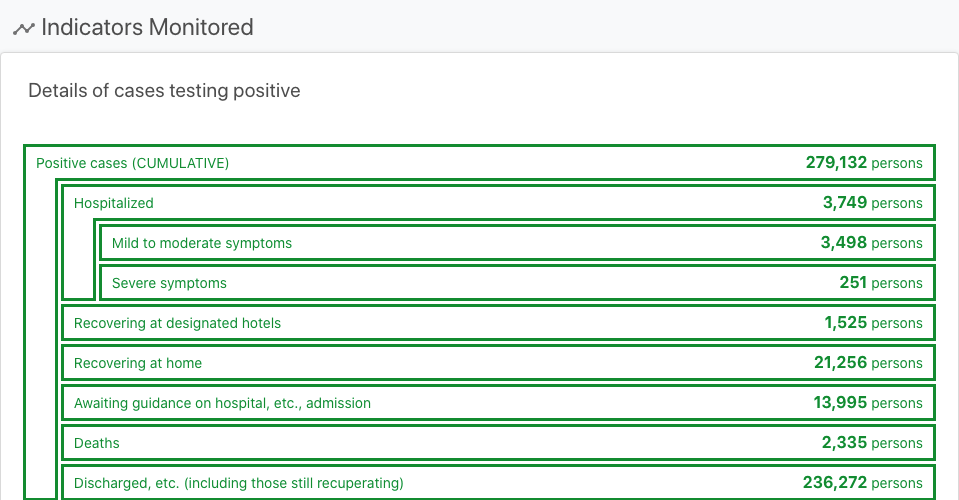 Indicators Monitored
Details of cases testing positive
Positive cases (CUMULATIVE) 279,132 persons
Hospitalized 3,749 persons
Mild to moderate symptoms 3,498 persons
Severe symptoms 251 persons
Recovering at designated hotels 1,525 persons
Recovering at home 21,256 persons
Awaiting guidance on hospital, etc., admission 13,995 persons
Deaths 2,335 persons
Discharged, etc. (including those still recuperating) 236,272 persons